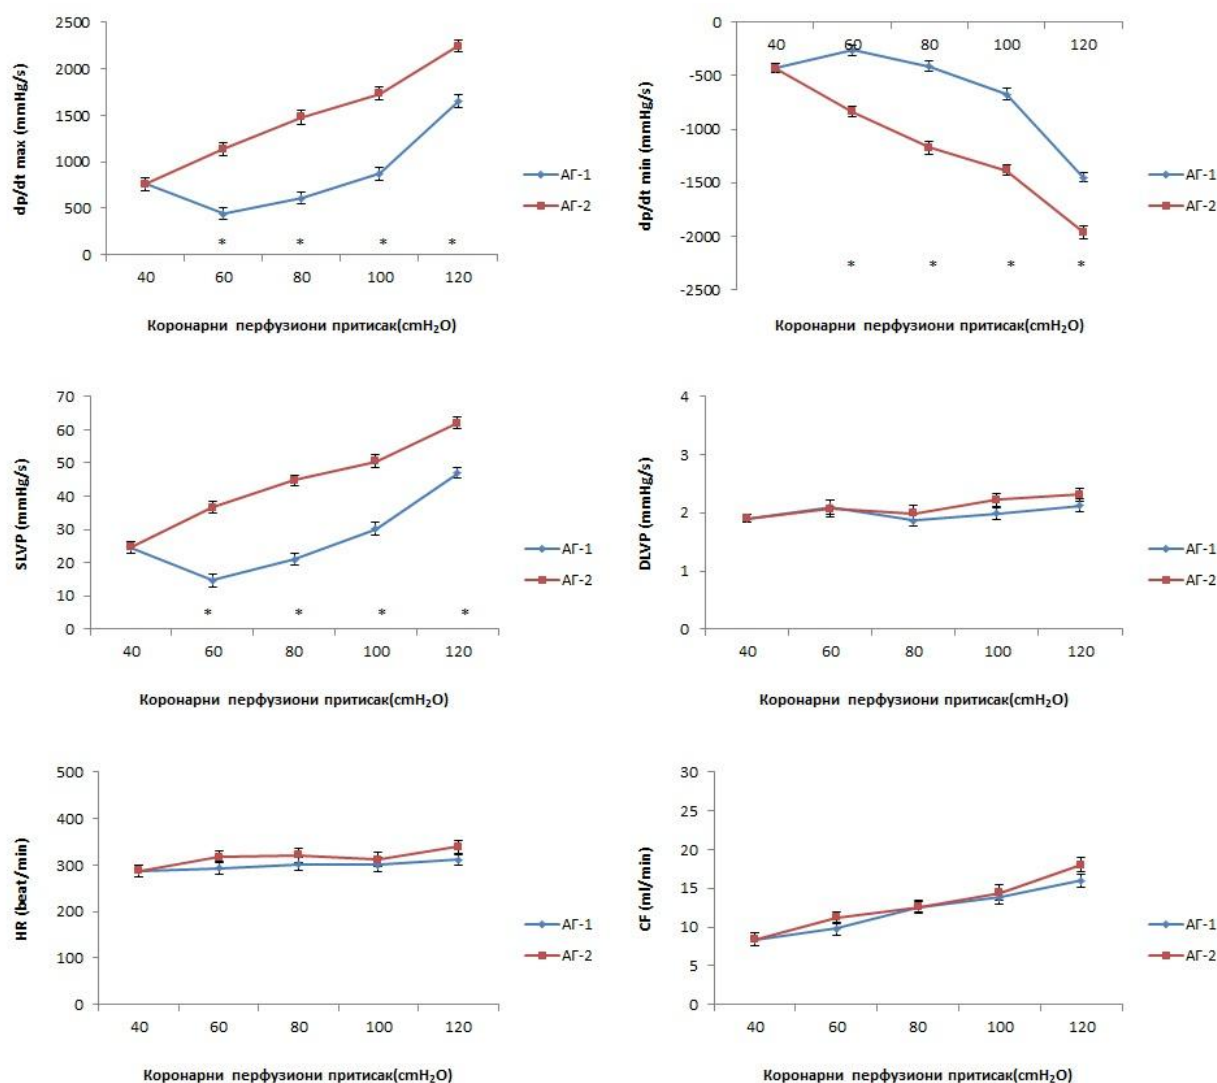 dp/dt max (mmHg/s)
2500
2000
1500
1000
500
0
* * * *
40 60 80 100 120
Коронарни перфузиони притисак(cmH₂O)
АГ-1
АГ-2
dp/dt min (mmHg/s)
0
-500
-1000
-1500
-2000
-2500
40 60 80 100 120
* * * *
Коронарни перфузиони притисак(cmH₂O)
АГ-1
АГ-2
SLVP (mmHg/s)
70
60
50
40
30
20
10
0
* * * *
40 60 80 100 120
Коронарни перфузиони притисак(cmH₂O)
АГ-1
АГ-2
DLVP (mmHg/s)
4
3
2
1
0
40 60 80 100 120
Коронарни перфузиони притисак(cmH₂O)
АГ-1
АГ-2
HR (beat/min)
500
400
300
200
100
0
40 60 80 100 120
Коронарни перфузиони притисак(cmH₂O)
АГ-1
АГ-2
CF (ml/min)
30
25
20
15
10
5
0
40 60 80 100 120
Коронарни перфузиони притисак(cmH₂O)
АГ-1
АГ-2